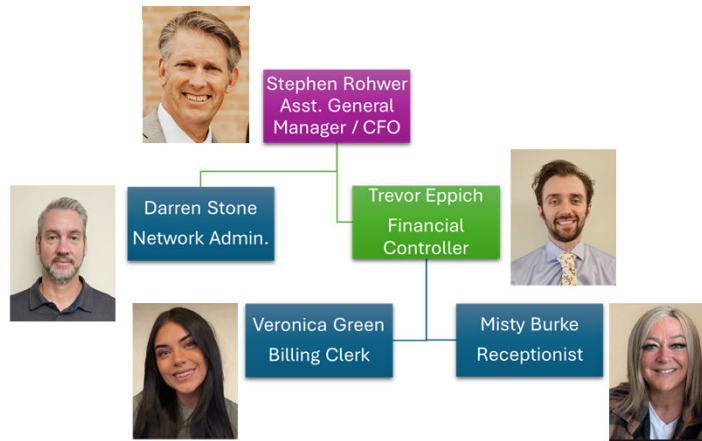 Stephen Rohwer
Asst. General
Manager / CFO
Darren Stone
Network Admin.
Trevor Eppich
Financial
Controller
Veronica Green
Billing Clerk
Misty Burke
Receptionist